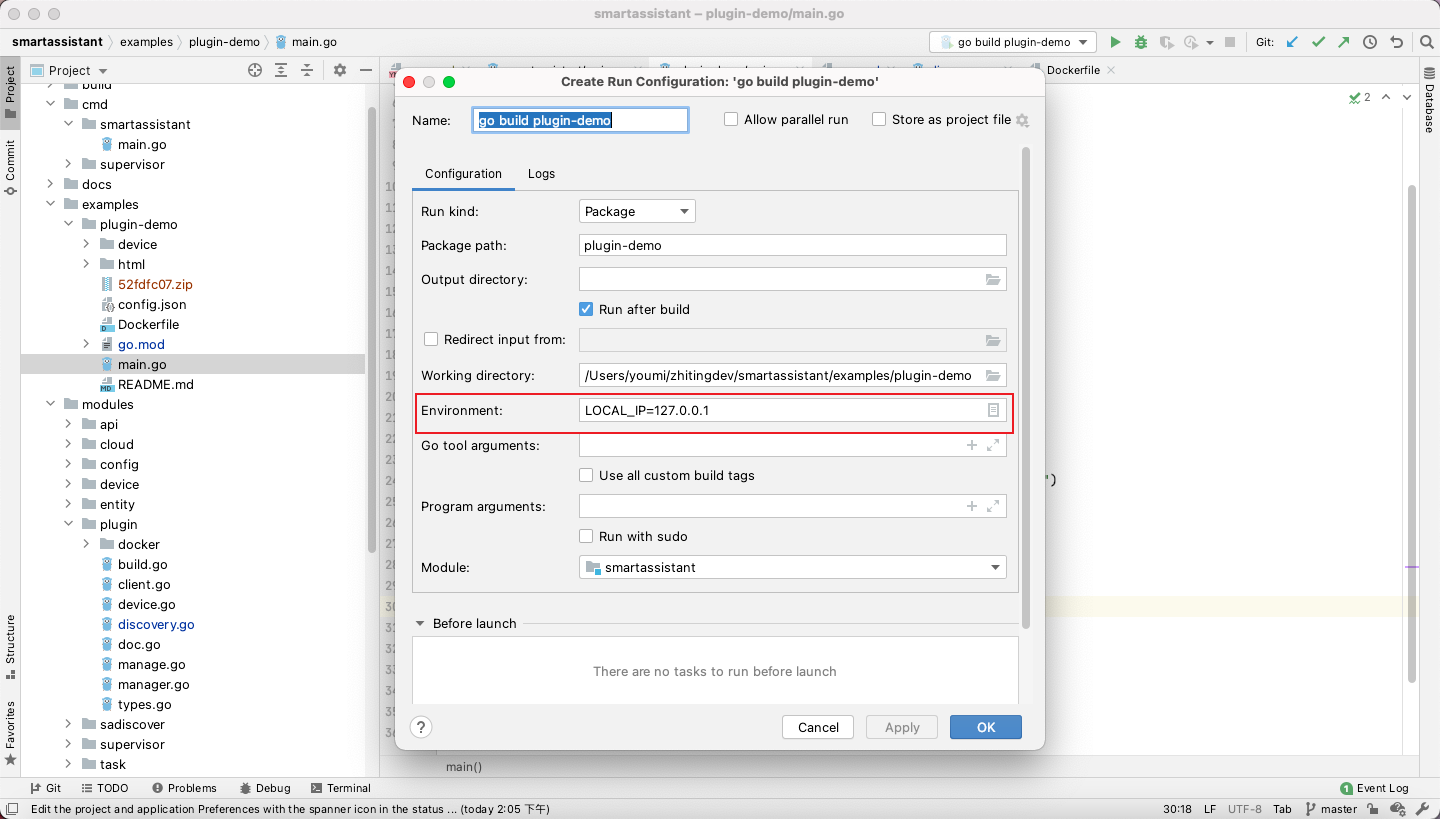 smartassistant – plugin-demo/main.go
smartassistant
examples
plugin-demo
main.go
go build plugin-demo
Git:
Project
Dockerfile
Project
Commit
Structure
Favorites
Database
2
build
cmd
smartassistant
main.go
supervisor
docs
examples
plugin-demo
device
html
52fdfc07.zip
config.json
Dockerfile
go.mod
main.go
README.md
modules
api
cloud
config
device
entity
plugin
docker
build.go
client.go
device.go
discovery.go
doc.go
manage.go
manager.go
types.go
sadiscover
supervisor
task
Create Run Configuration: 'go build plugin-demo'
Name:
go build plugin-demo
Allow parallel run
Store as project file
Configuration
Logs
Run kind:
Package
Package path:
plugin-demo
Output directory:
Run after build
Redirect input from:
Working directory:
/Users/youmi/zhitingdev/smartassistant/examples/plugin-demo
Environment:
LOCAL_IP=127.0.0.1
Go tool arguments:
Use all custom build tags
Program arguments:
Run with sudo
Module:
smartassistant
Before launch
There are no tasks to run before launch
?
Cancel
Apply
OK
")
main()
Git
TODO
Problems
Debug
Terminal
1
Event Log
Edit the project and application Preferences with the spanner icon in the status ... (today 2:05 下午)
30:18
LF
UTF-8
Tab
master